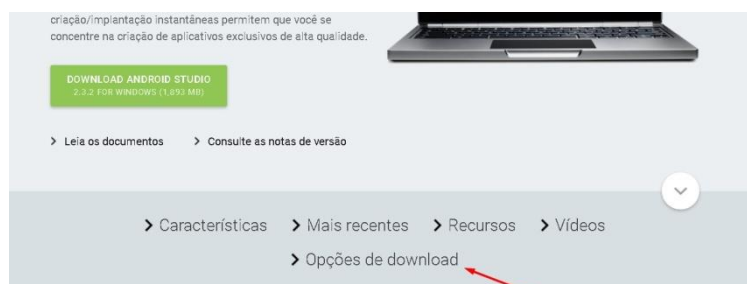 criação/implantação instantâneas permitem que você se
concentre na criação de aplicativos exclusivos de alta qualidade.
DOWNLOAD ANDROID STUDIO
2.3.2 FOR WINDOWS (1,893 MB)
Leia os documentos
Consulte as notas de versão
Características
Mais recentes
Recursos
Vídeos
Opções de download